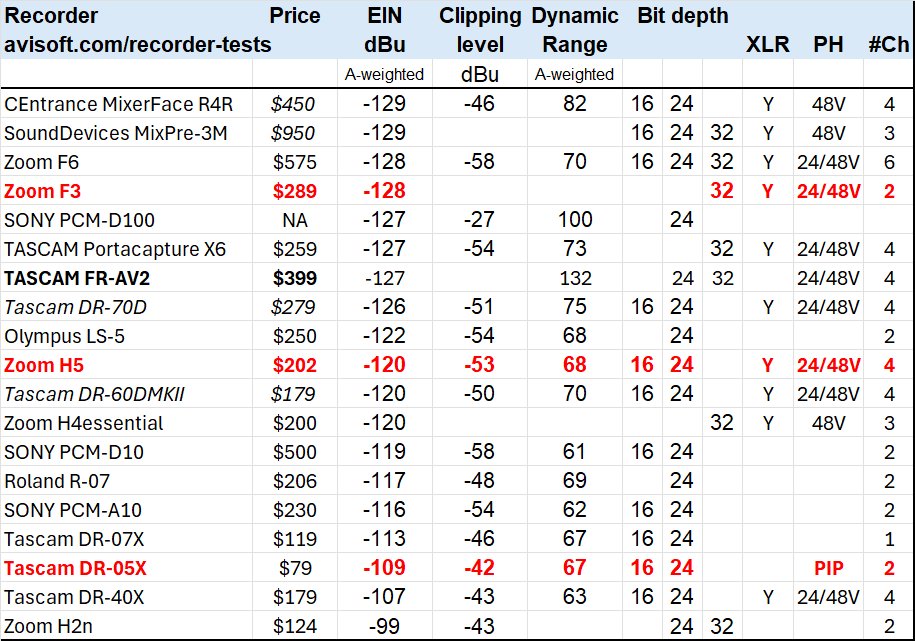 Recorder Price EIN Clipping Dynamic Bit depth
avisoft.com/recorder-tests dBu level Range XLR PH #Ch
A-weighted dBu A-weighted
CEntrance MixerFace R4R $450 -129 -46 82 16 24 Y 48V 4
SoundDevices MixPre-3M $950 -129 16 24 32 Y 48V 3
Zoom F6 $575 -128 -58 70 16 24 32 Y 24/48V 6
Zoom F3 $289 -128 32 Y 24/48V 2
SONY PCM-D100 NA -127 -27 100 24
TASCAM Portacapture X6 $259 -127 -54 73 32 Y 24/48V 4
TASCAM FR-AV2 $399 -127 132 24 32 24/48V 4
Tascam DR-70D $279 -126 -51 75 16 24 Y 24/48V 4
Olympus LS-5 $250 -122 -54 68 24 2
Zoom H5 $202 -120 -53 68 16 24 Y 24/48V 4
Tascam DR-60DMKII $179 -120 -50 70 16 24 Y 24/48V 4
Zoom H4essential $200 -120 32 Y 48V 3
SONY PCM-D10 $500 -119 -58 61 16 24 2
Roland R-07 $206 -117 -48 69 24 2
SONY PCM-A10 $230 -116 -54 62 16 24 2
Tascam DR-07X $119 -113 -46 67 16 24 1
Tascam DR-05X $79 -109 -42 67 16 24 PIP 2
Tascam DR-40X $179 -107 -43 63 16 24 Y 24/48V 4
Zoom H2n $124 -99 -43 24 32 2